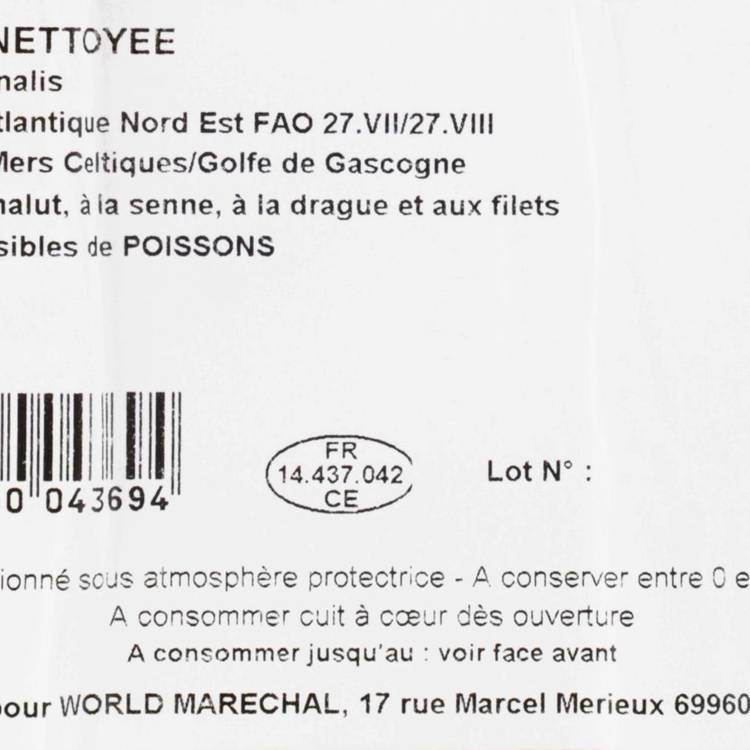 NETTOYEE
nalis
tlantique Nord Est FAO 27.VII/27.VIII
Mers Celtiques/Golfe de Gascogne
halut, à la senne, à la drague et aux filets
sibles de POISSONS
0 043694
FR
14.437.042
CE
Lot N° :
ionné sous atmosphère protectrice - A conserver entre 0 e
A consommer cuit à cœur dès ouverture
A consommer jusqu'au : voir face avant
pour WORLD MARECHAL, 17 rue Marcel Merieux 69960